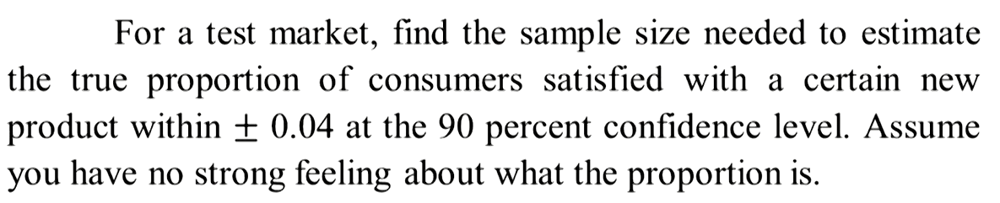 For a test market, find the sample size needed to estimate
the true proportion of consumers satisfied with a certain new
product within ± 0.04 at the 90 percent confidence level. Assume
you have no strong feeling about what the proportion is.